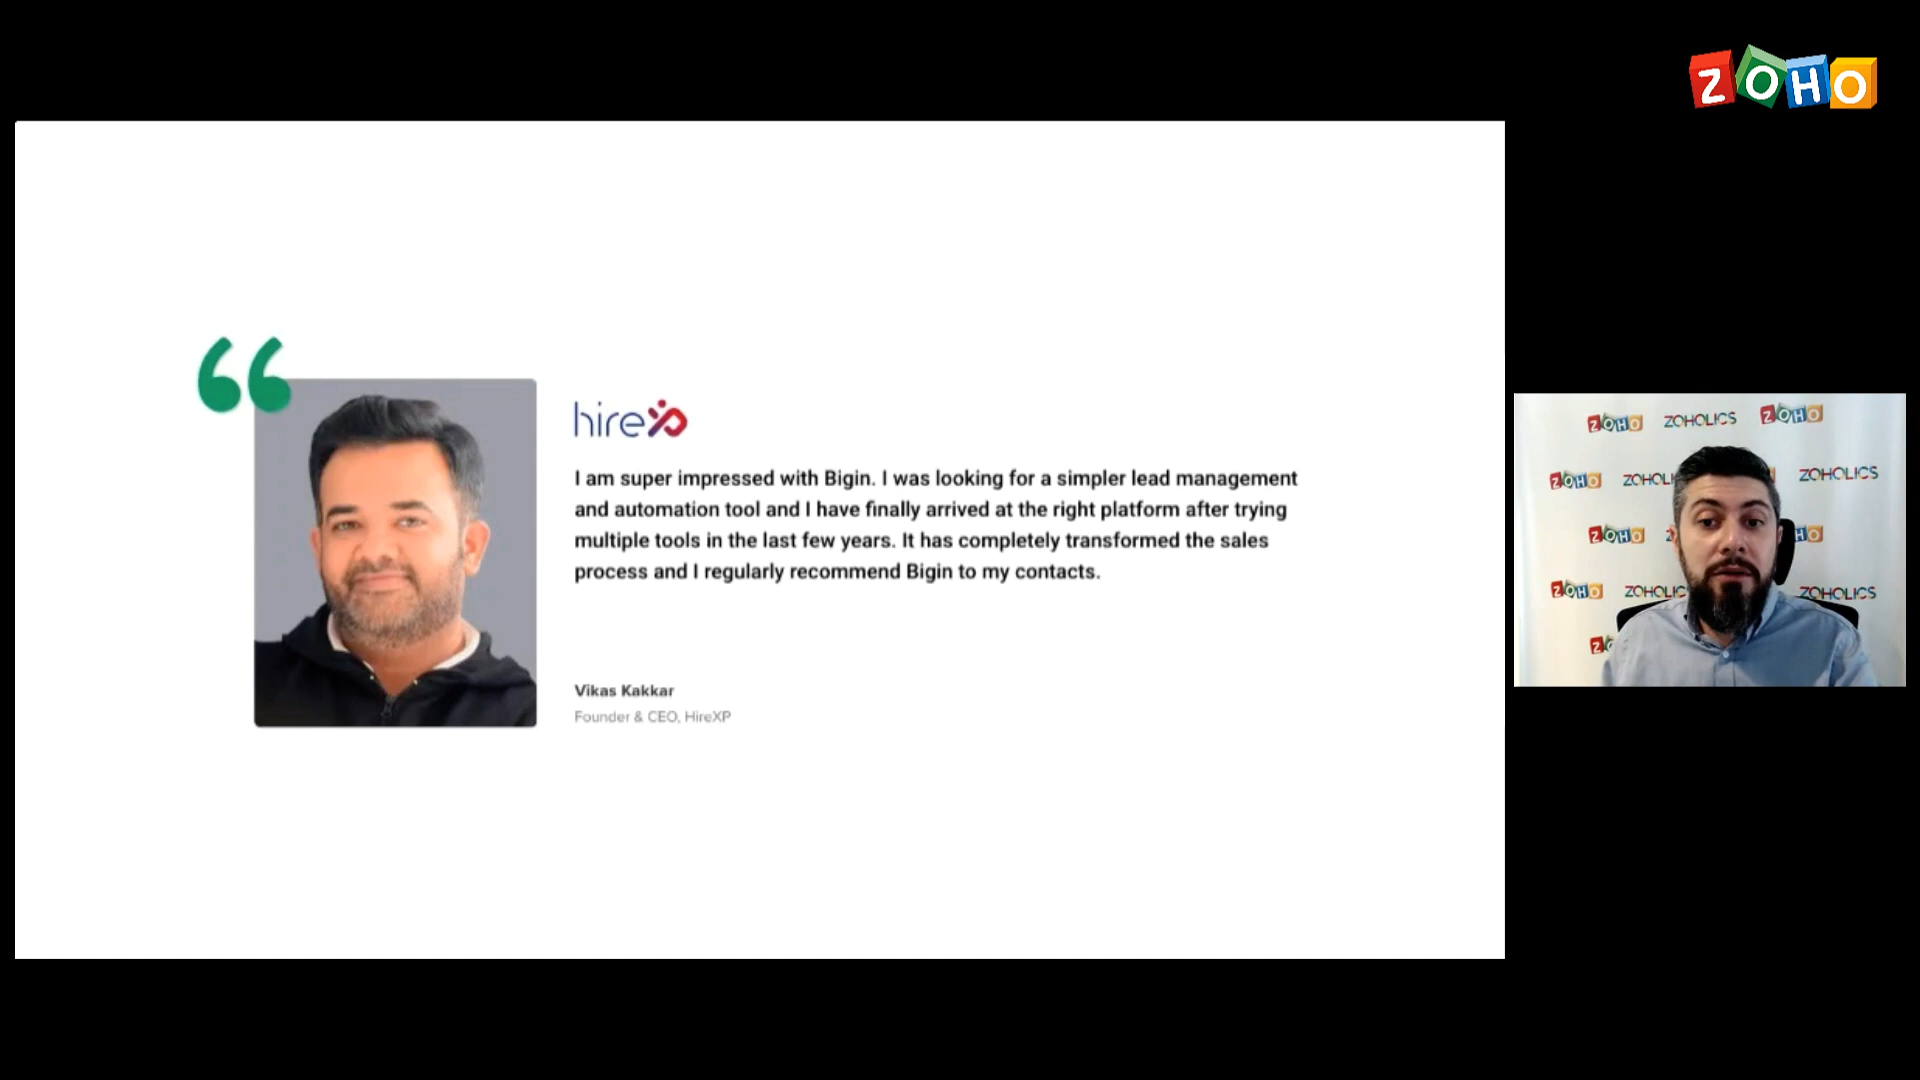 ZOHO
hirexp
I am super impressed with Bigin. I was looking for a simpler lead management
and automation tool and I have finally arrived at the right platform after trying
multiple tools in the last few years. It has completely transformed the sales
process and I regularly recommend Bigin to my contacts.
Vikas Kakkar
Founder & CEO, HireXP
ZOHO ZOHOLICS ZOHO
ZOHO ZOHOLI ZOHOLICS
ZOHO HO
ZOHO ZOHOLIC ZOHOLICS